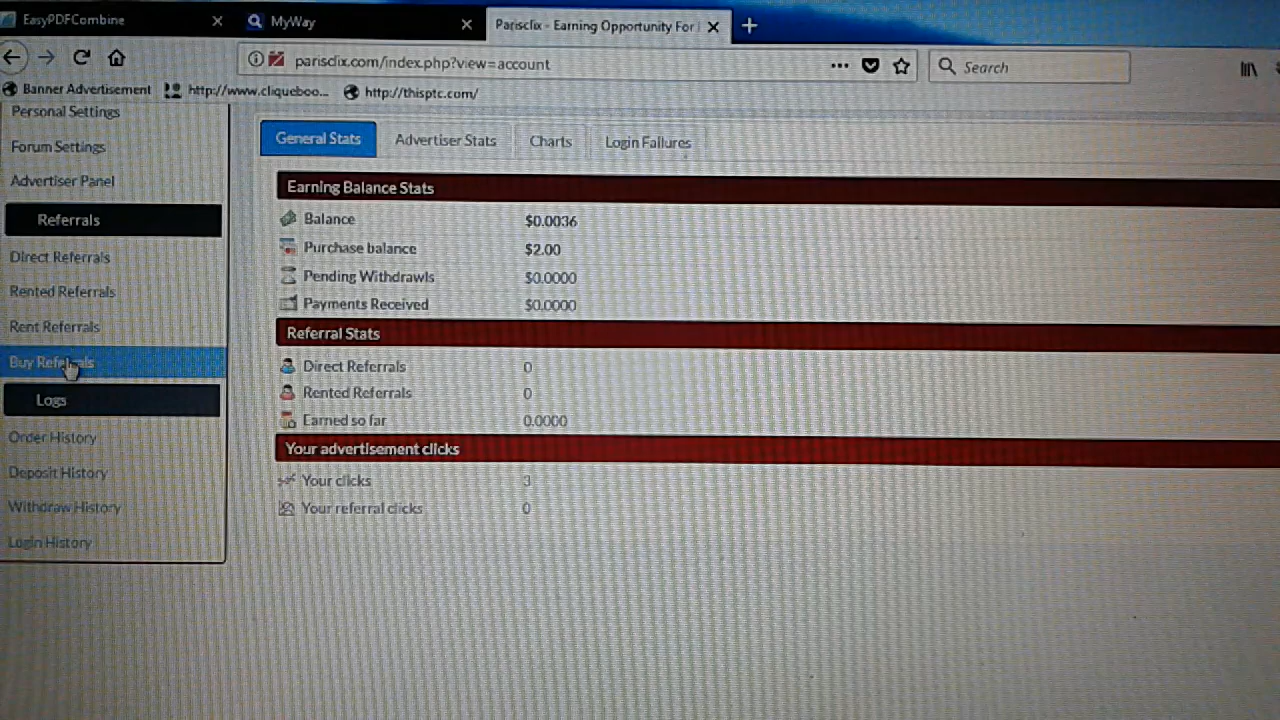 EasyPDFCombine
MyWay
Parisclix - Earning Opportunity For
parisclix.com/index.php?view=account
Search
Banner Advertisement
http://www.cliqueboo...
http://thisptc.com/
Personal Settings
Forum Settings
Advertiser Panel
Referrals
Direct Referrals
Rented Referrals
Rent Referrals
Buy Referrals
Logs
Order History
Deposit History
Withdraw History
Login History
General Stats
Advertiser Stats
Charts
Login Failures
Earning Balance Stats
Balance $0.0036
Purchase balance $2.00
Pending Withdrawls $0.0000
Payments Received $0.0000
Referral Stats
Direct Referrals 0
Rented Referrals 0
Earned so far 0.0000
Your advertisement clicks
Your clicks 3
Your referral clicks 0